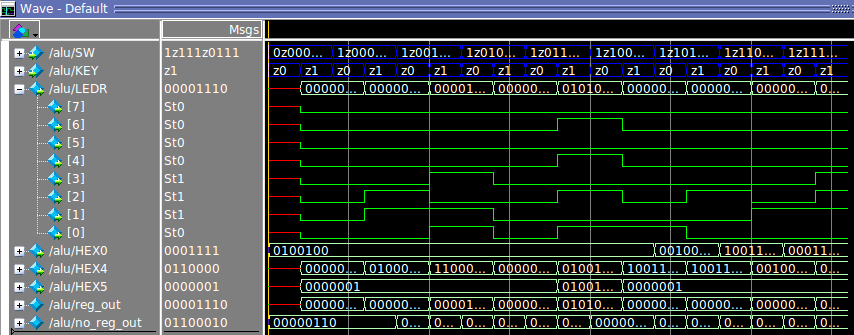 Wave - Default
Msgs
/alu/SW 1z111z0111 0z000... 1z000... 1z001... 1z010... 1z011... 1z100... 1z101... 1z110... 1z111...
/alu/KEY z1 z0 z1 z0 z1 z0 z1 z0 z1 z0 z1 z0 z1 z0 z1 z0 z1 z0 z1
/alu/LEDR 00001110 00000... 00000... 00001... 00000... 01010... 00000... 00000... 00000... 0...
[7] St0
[6] St0
[5] St0
[4] St0
[3] St1
[2] St1
[1] St1
[0] St0
/alu/HEX0 0001111 0100100 00100... 10011... 00011...
/alu/HEX4 0110000 00000... 01000... 11000... 00000... 01001... 10011... 10011... 00100... 0...
/alu/HEX5 0000001 0000001 01001... 0000001
/alu/reg_out 00001110 00000... 00000... 00001... 00000... 01010... 00000... 00000... 00000... 0...
/alu/no_reg_out 01100010 00000110 0... 0... 0... 0... 0... 0... 00000... 0... 0... 0... 0... 0... 0...